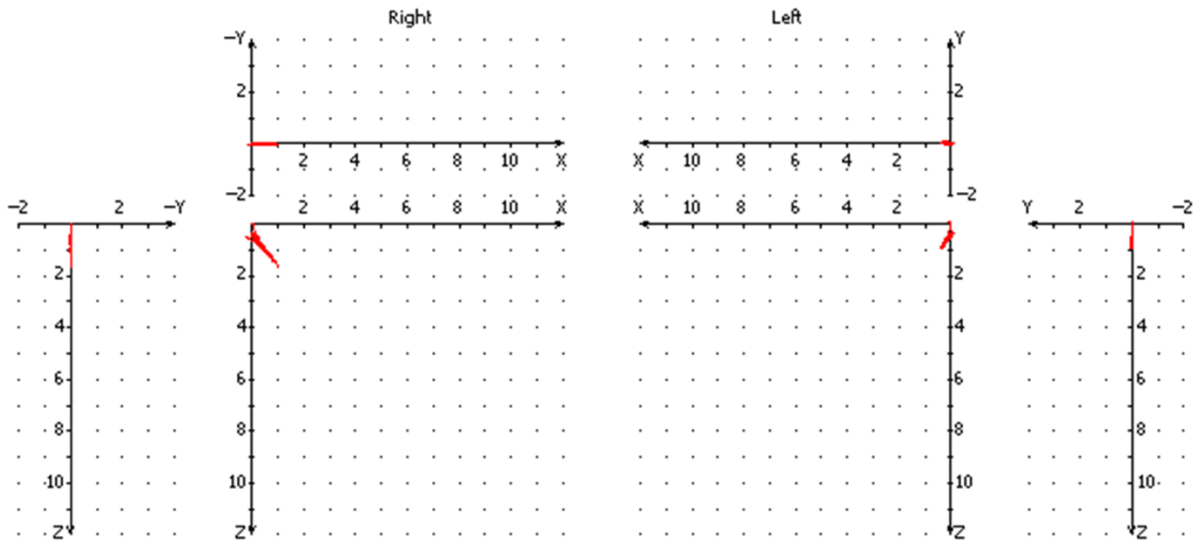 Right Left
−Y Y
2 2
2 4 6 8 10 X X 10 8 6 4 2
−2 −2
−2 2 −Y 2 4 6 8 10 X X 10 8 6 4 2 Y 2 −2
2 2 2 2
4 4 4 4
6 6 6 6
8 8 8 8
10 10 10 10
Z Z Z Z